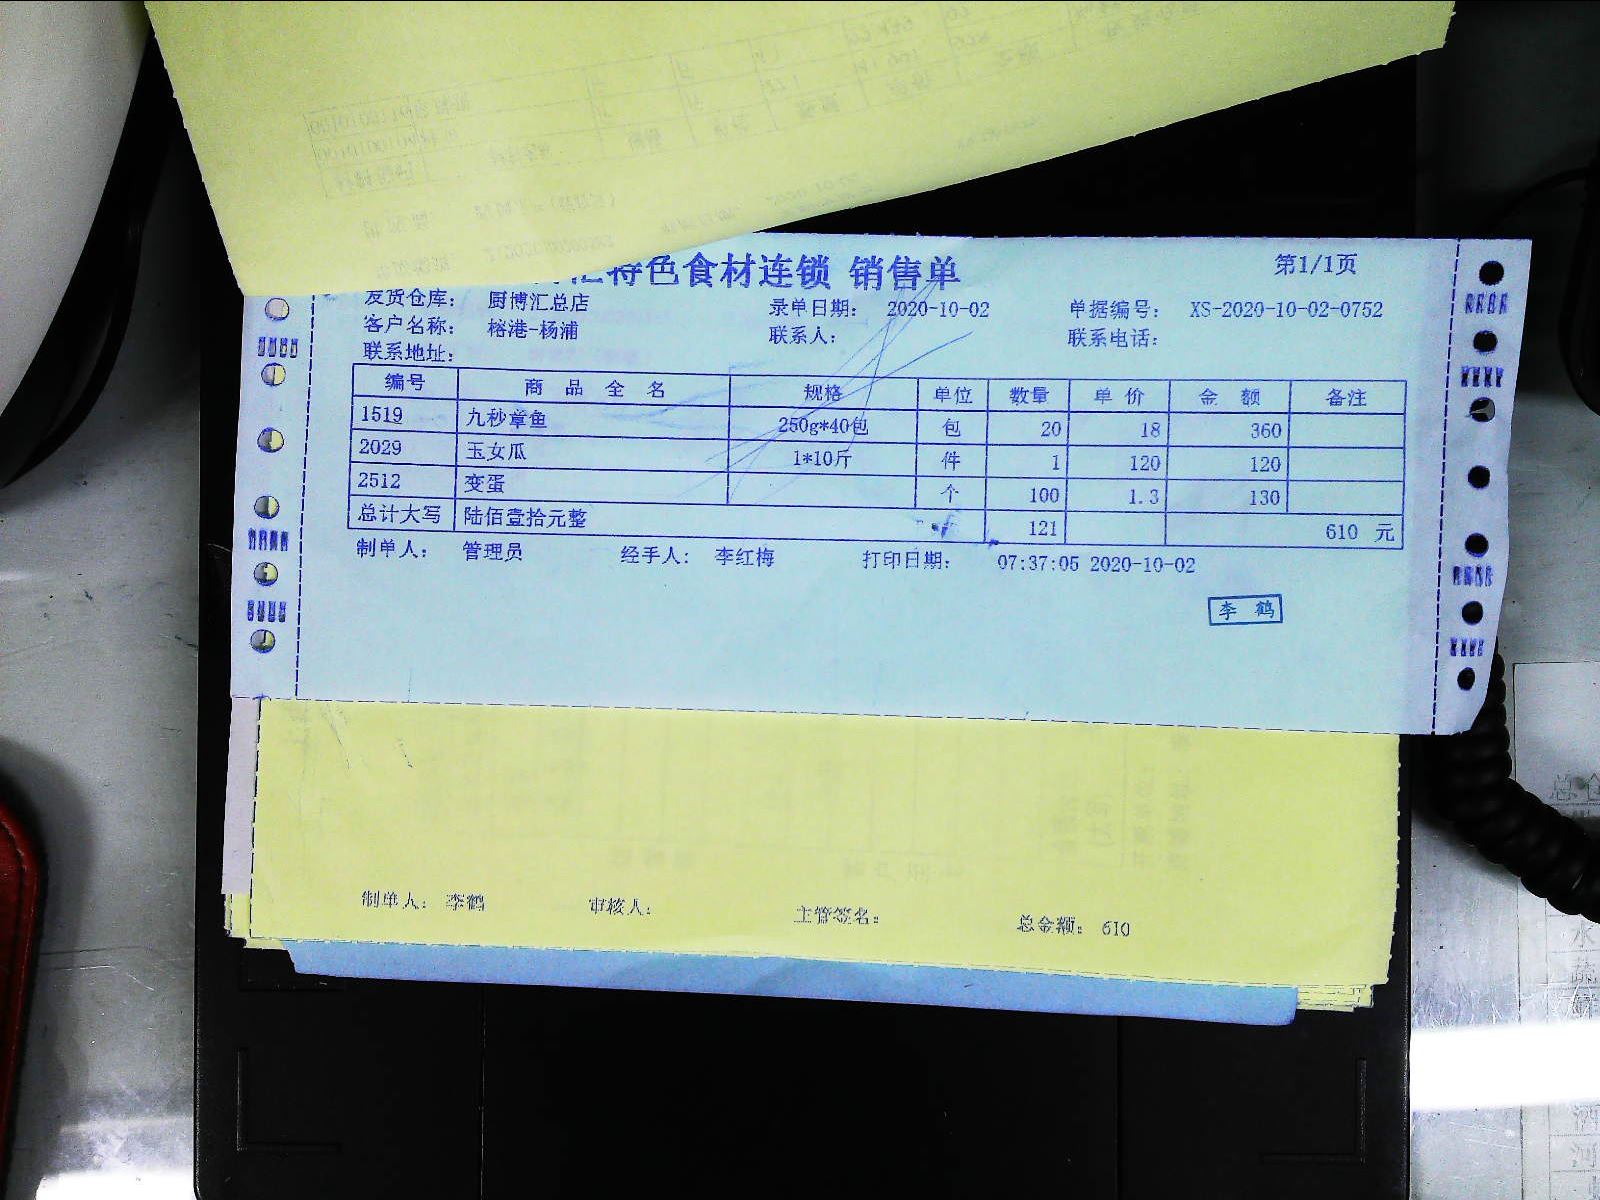 特色食材连锁 销售单
第1/1页
发货仓库： 厨博汇总店 录单日期： 2020-10-02 单据编号： XS-2020-10-02-0752
客户名称： 榕港-杨浦 联系人： 联系电话：
联系地址：
编号 商品全名 规格 单位 数量 单价 金额 备注
1519 九秒章鱼 250g*40包 包 20 18 360
2029 玉女瓜 1*10斤 件 1 120 120
2512 变蛋 个 100 1.3 130
总计大写 陆佰壹拾元整 121 610 元
制单人： 管理员 经手人： 李红梅 打印日期： 07:37:05 2020-10-02
李鹤
制单人： 李鹤 审核人： 主管签名： 总金额： 610